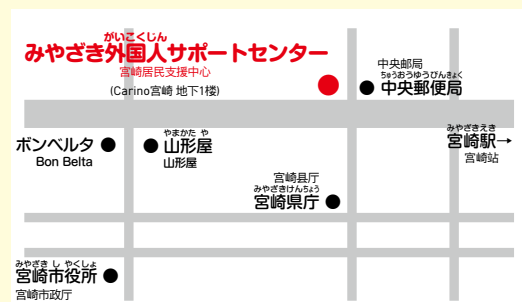 がいこくじん
みやざき外国人サポートセンター
宫崎居民支援中心
(Carino宮崎 地下1楼)
中央邮局
ちゅうおうゆうびんきょく
中央郵便局
ボンベルタ
Bon Belta
やまかた や
山形屋
山形屋
みやざきえき
宮崎駅→
宫崎站
宫崎县厅
みやざきけんちょう
宮崎県庁
みやざき し やくしょ
宮崎市役所
宫崎市政厅